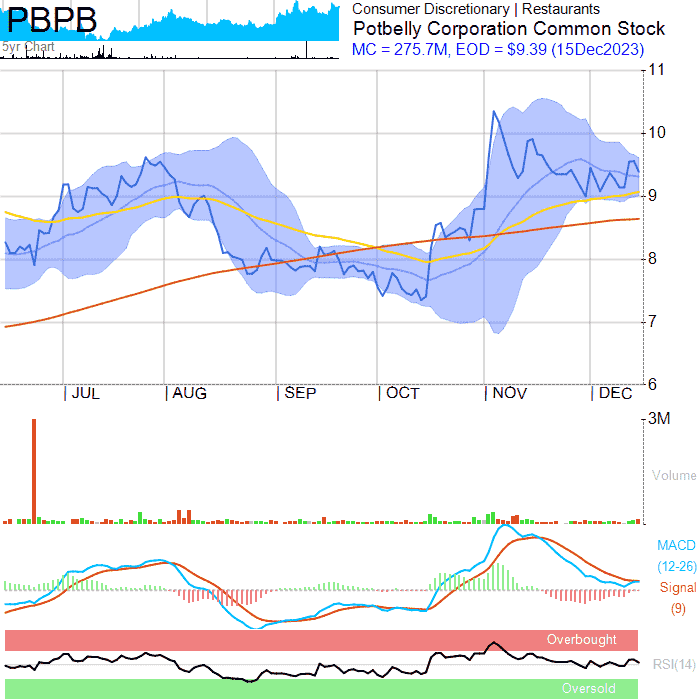 PBPB
5yr Chart
Consumer Discretionary | Restaurants
Potbelly Corporation Common Stock
MC = 275.7M, EOD = $9.39 (15Dec2023)
11
10
9
8
7
6
JUL AUG SEP OCT NOV DEC
3M
Volume
MACD
(12-26)
Signal
(9)
Overbought
RSI(14)
Oversold